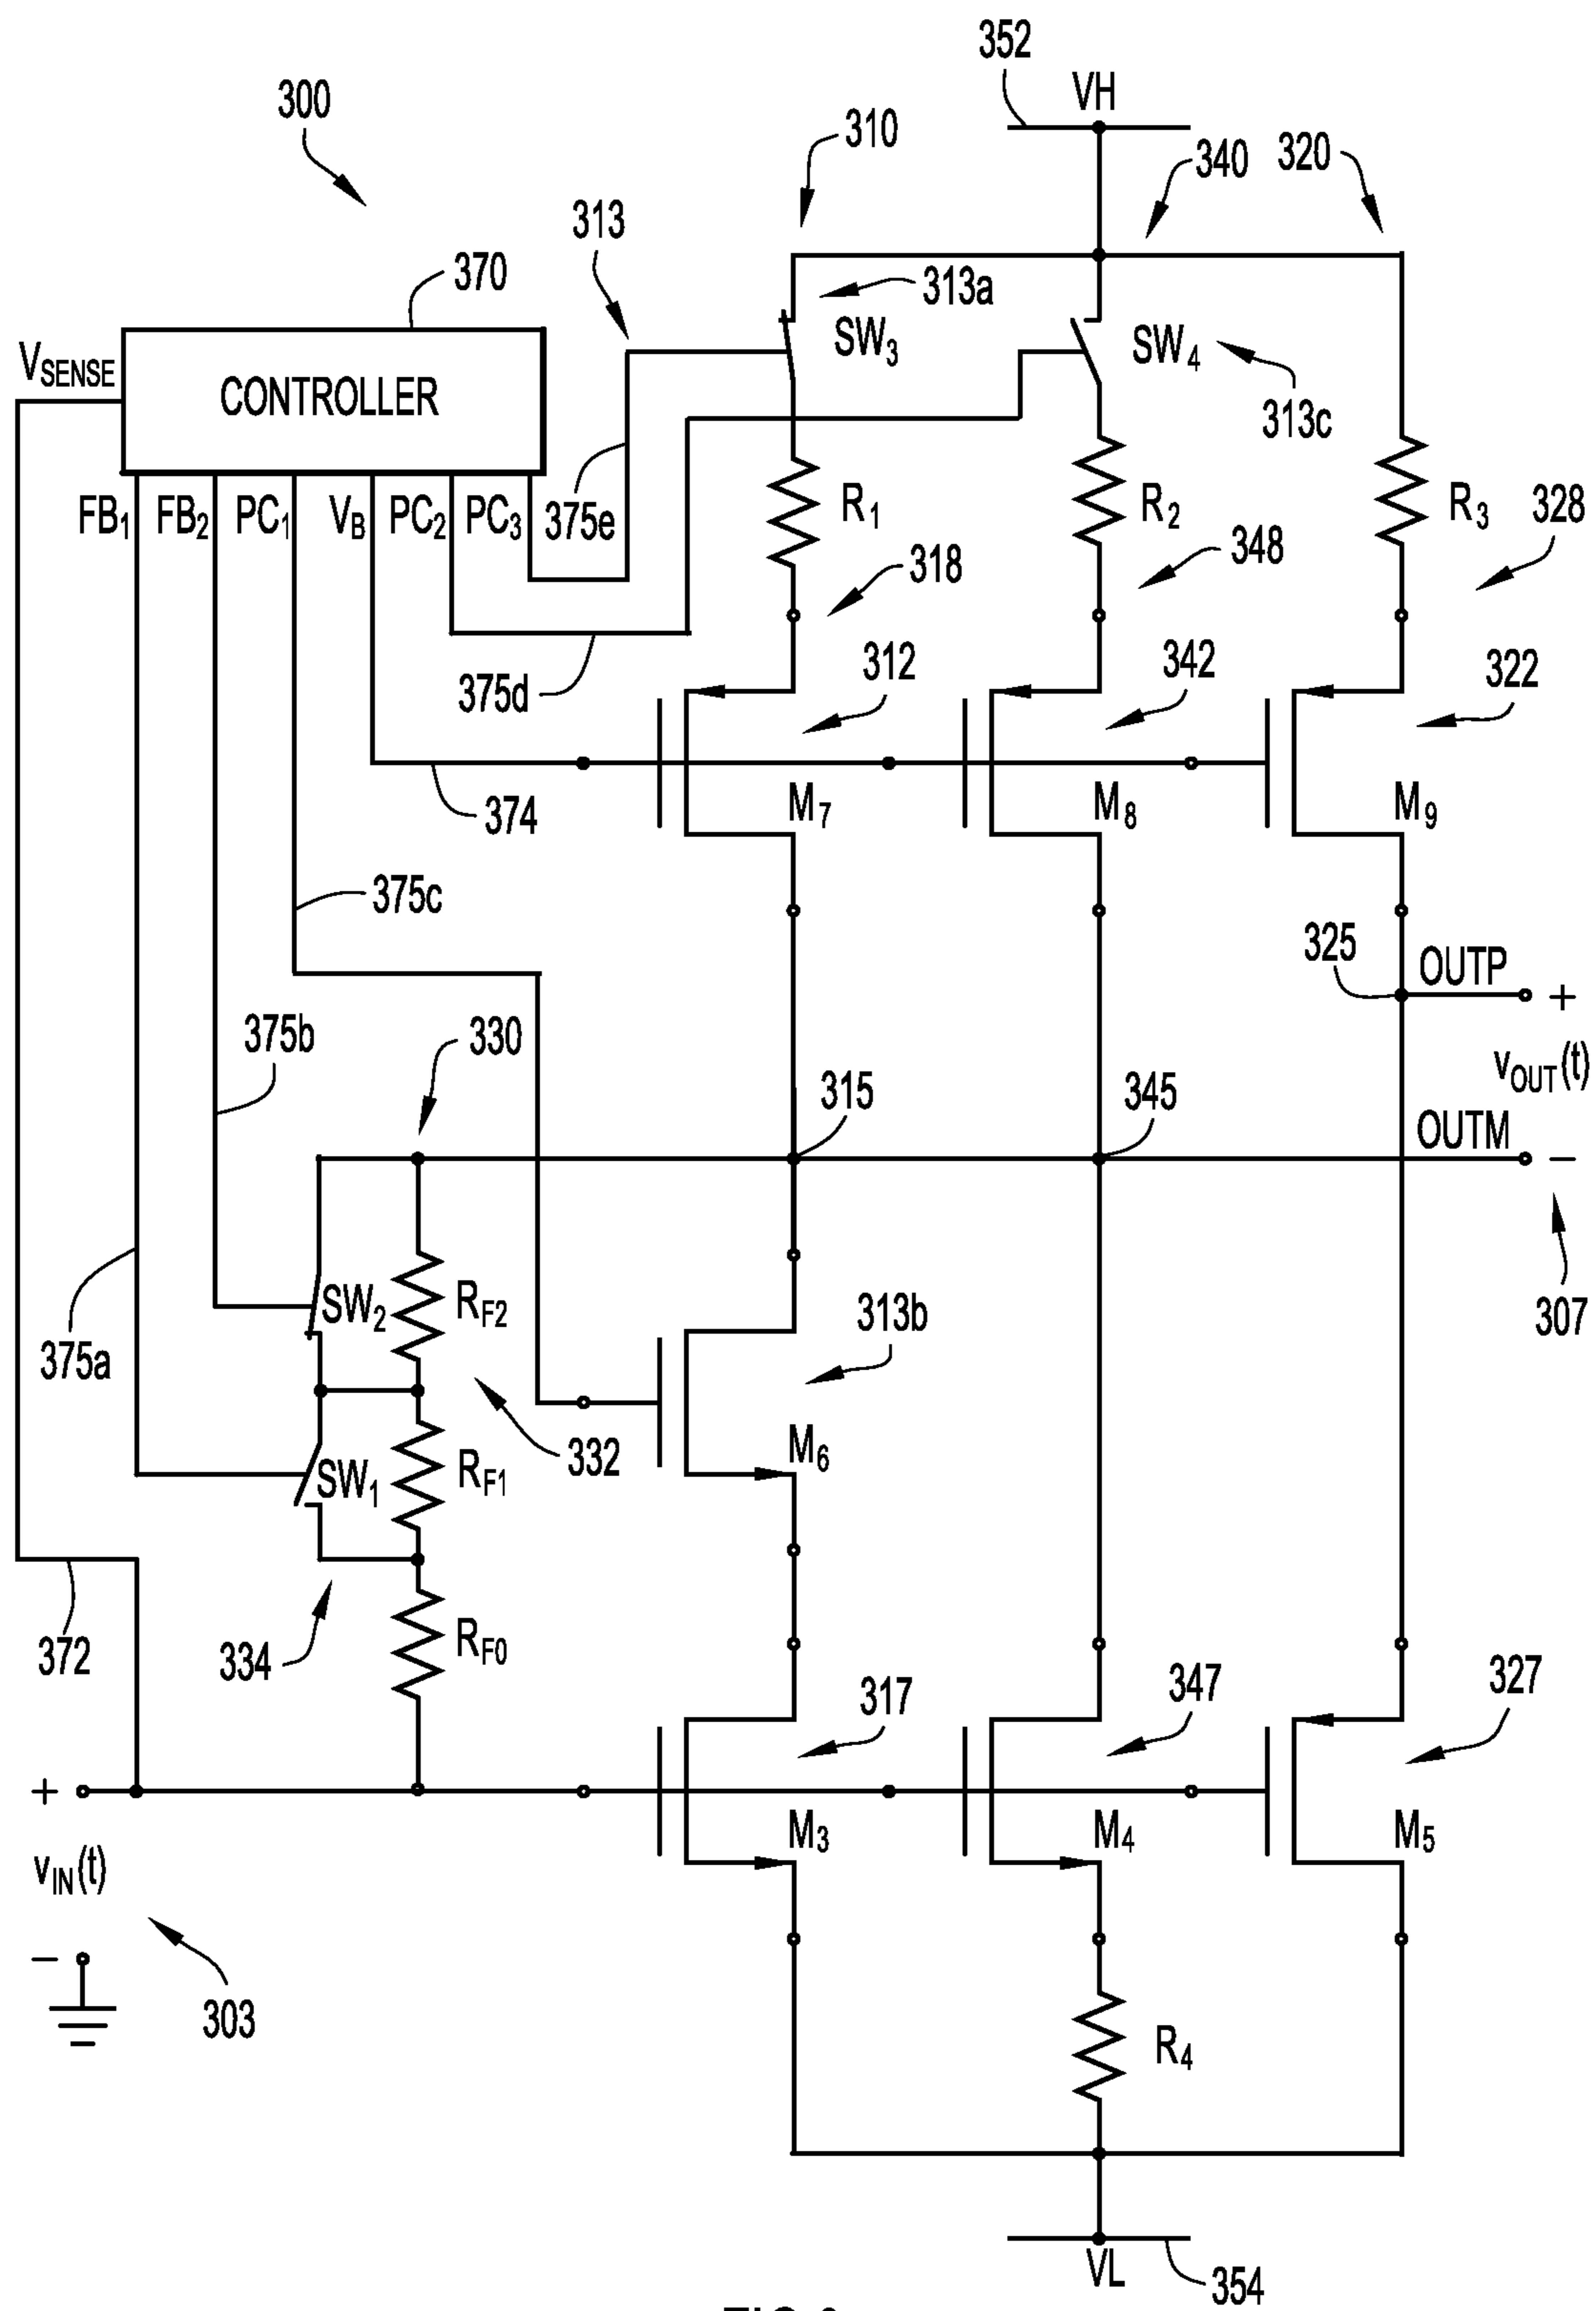 352
VH
300
310
340
320
313
313a
370
SW3
SW4
313c
VSENSE
CONTROLLER
FB1
FB2
PC1
VB
PC2
PC3
375e
R1
R2
R3
328
318
348
375d
312
342
322
374
M7
M8
M9
375c
325
OUTP
+
375b
330
315
345
vOUT(t)
OUTM
−
375a
SW2
RF2
313b
307
332
M6
SW1
RF1
372
334
RF0
317
347
327
+
M3
M4
M5
vIN(t)
−
303
R4
VL
354